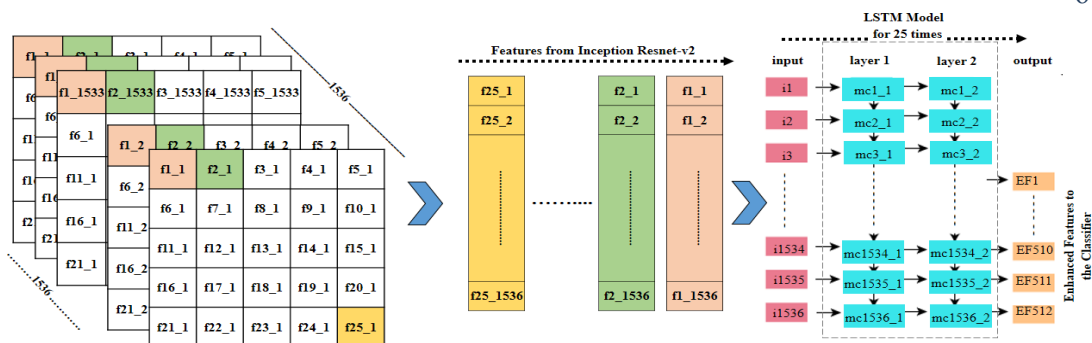 f1_1533 f2_1533 f3_1533 f4_1533 f5_1533
f6_1
f11_1
f16_1
f21_1
f1_2 f2_2 f3_2 f4_2 f5_2
f6_2
f11_2
f16_2
f21_2
f1_1 f2_1 f3_1 f4_1 f5_1
f6_1 f7_1 f8_1 f9_1 f10_1
f11_1 f12_1 f13_1 f14_1 f15_1
f16_1 f17_1 f18_1 f19_1 f20_1
f21_1 f22_1 f23_1 f24_1 f25_1
1536
1536
Features from Inception Resnet-v2
f25_1 f2_1 f1_1
f25_2 f2_2 f1_2
f25_1536 f2_1536 f1_1536
LSTM Model
for 25 times
input layer 1 layer 2 output
i1 mc1_1 mc1_2
i2 mc2_1 mc2_2
i3 mc3_1 mc3_2
EF1
i1534 mc1534_1 mc1534_2 EF510
i1535 mc1535_1 mc1535_2 EF511
i1536 mc1536_1 mc1536_2 EF512
Enhanced Features to
the Classifier